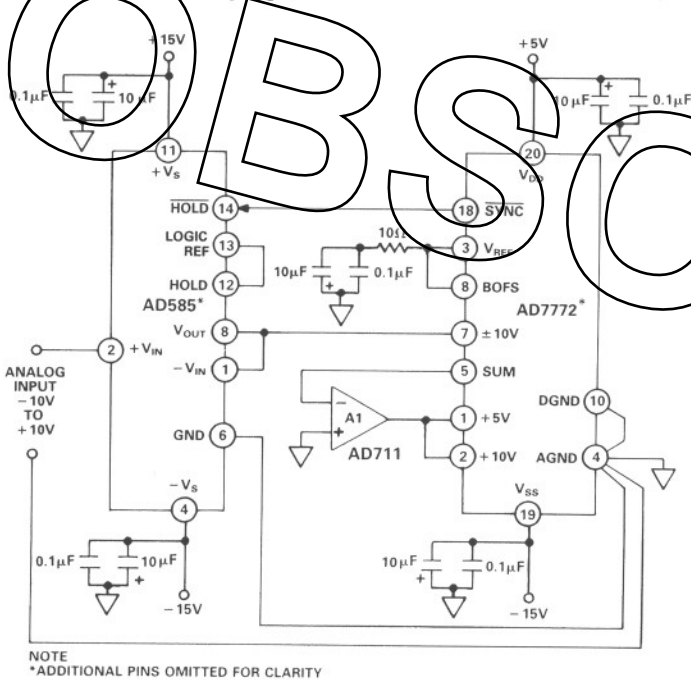 OBSO
+15V
0.1μF
10μF
11
+VS
HOLD
14
LOGIC
REF
13
HOLD
12
AD585*
VOUT
8
−VIN
1
2
+VIN
ANALOG
INPUT
−10V
TO
+10V
GND
6
−VS
4
0.1μF
10μF
−15V
+5V
10μF
0.1μF
20
VDD
18
SYNC
10Ω
3
VREF
10μF
0.1μF
8
BOFS
AD7772*
7
±10V
5
SUM
A1
AD711
1
+5V
2
+10V
DGND
10
AGND
4
VSS
19
10μF
0.1μF
−15V
NOTE
*ADDITIONAL PINS OMITTED FOR CLARITY